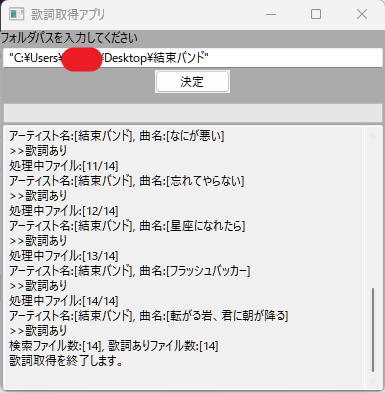 歌詞取得アプリ
フォルダパスを入力してください
"C:¥Users¥ ¥Desktop¥結束バンド"
決定
アーティスト名:[結束バンド], 曲名:[なにが悪い]
>>歌詞あり
処理中ファイル:[11/14]
アーティスト名:[結束バンド], 曲名:[忘れてやらない]
>>歌詞あり
処理中ファイル:[12/14]
アーティスト名:[結束バンド], 曲名:[星座になれたら]
>>歌詞あり
処理中ファイル:[13/14]
アーティスト名:[結束バンド], 曲名:[フラッシュバッカー]
>>歌詞あり
処理中ファイル:[14/14]
アーティスト名:[結束バンド], 曲名:[転がる岩、君に朝が降る]
>>歌詞あり
検索ファイル数:[14], 歌詞ありファイル数:[14]
歌詞取得を終了します。